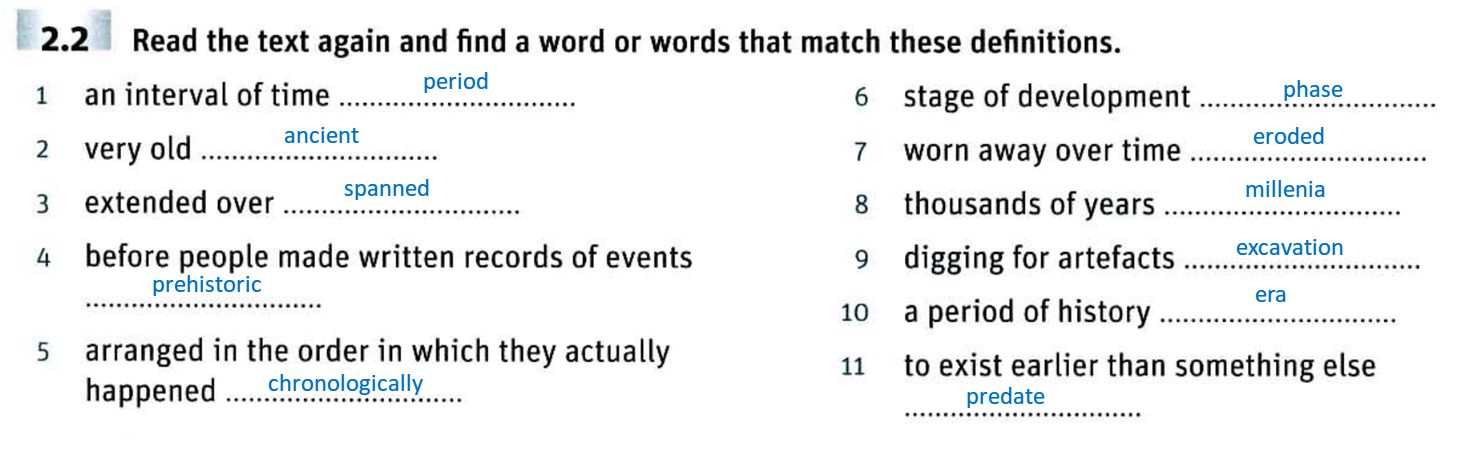 2.2 Read the text again and find a word or words that match these definitions.
1 an interval of time ................................ period
2 very old ................................ ancient
3 extended over ................................ spanned
4 before people made written records of events
................................ prehistoric
5 arranged in the order in which they actually
happened ................................ chronologically
6 stage of development ................................ phase
7 worn away over time ................................ eroded
8 thousands of years ................................ millenia
9 digging for artefacts ................................ excavation
10 a period of history ................................ era
11 to exist earlier than something else
................................ predate